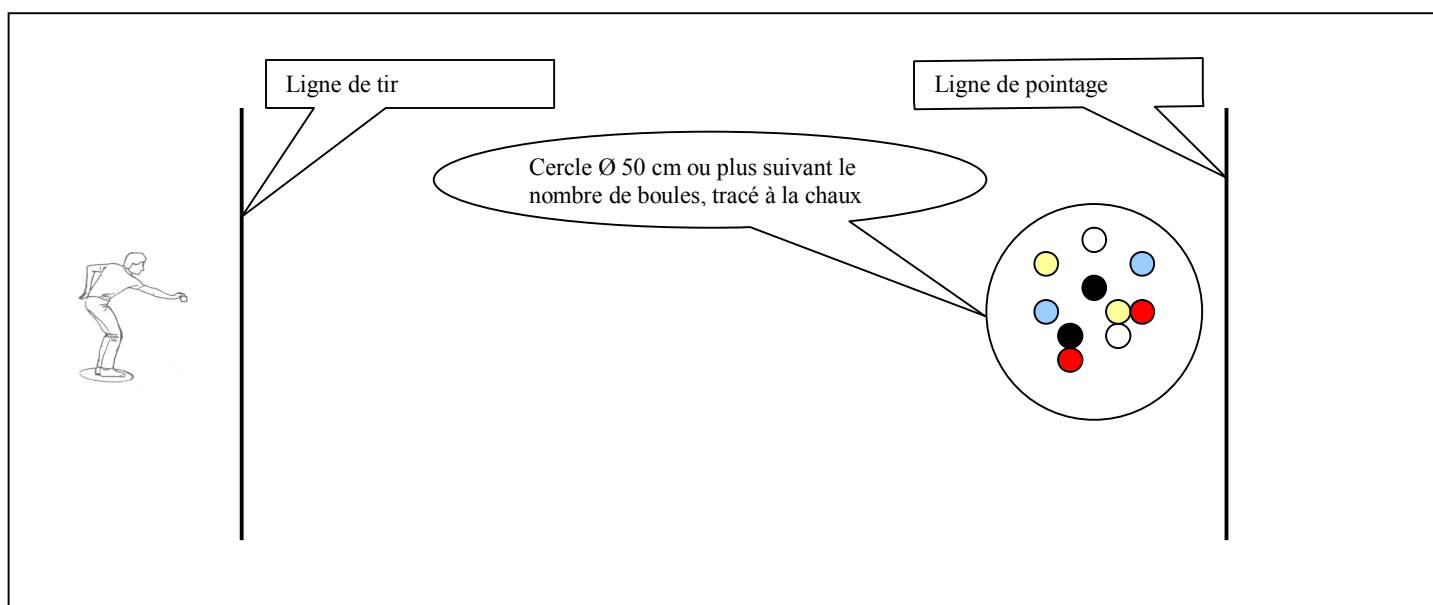 Ligne de tir
Ligne de pointage
Cercle Ø 50 cm ou plus suivant le
nombre de boules, tracé à la chaux